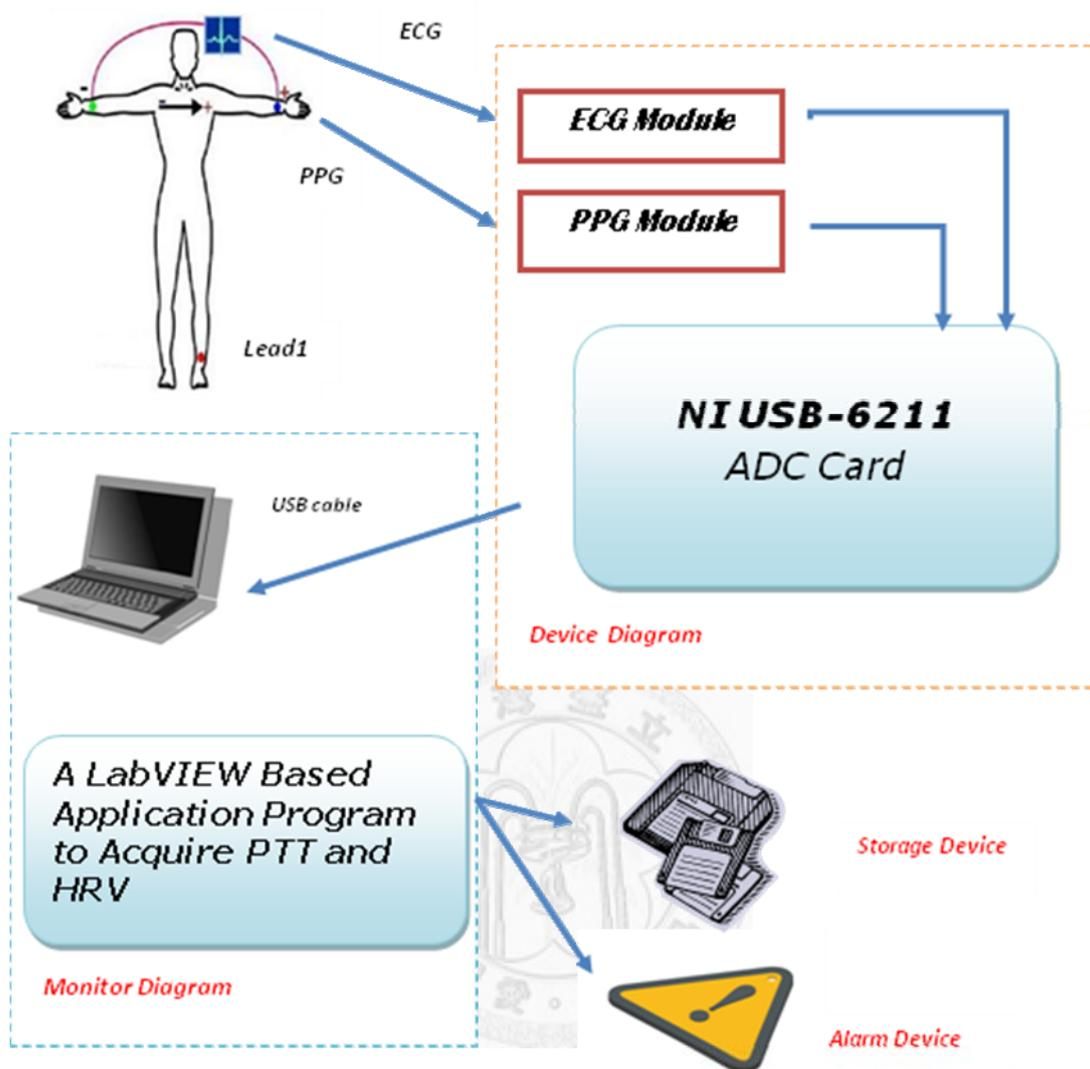 ECG
ECG Module
PPG
PPG Module
Lead1
NI USB-6211
ADC Card
USB cable
Device Diagram
A LabVIEW Based
Application Program
to Acquire PTT and
HRV
Storage Device
Monitor Diagram
Alarm Device